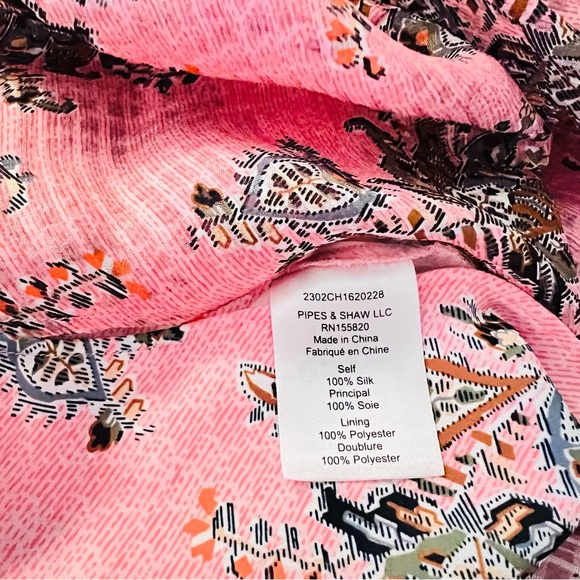 2302CH1620228
PIPES & SHAW LLC
RN155820
Made in China
Fabriqué en Chine
Self
100% Silk
Principal
100% Soie
Lining
100% Polyester
Doublure
100% Polyester